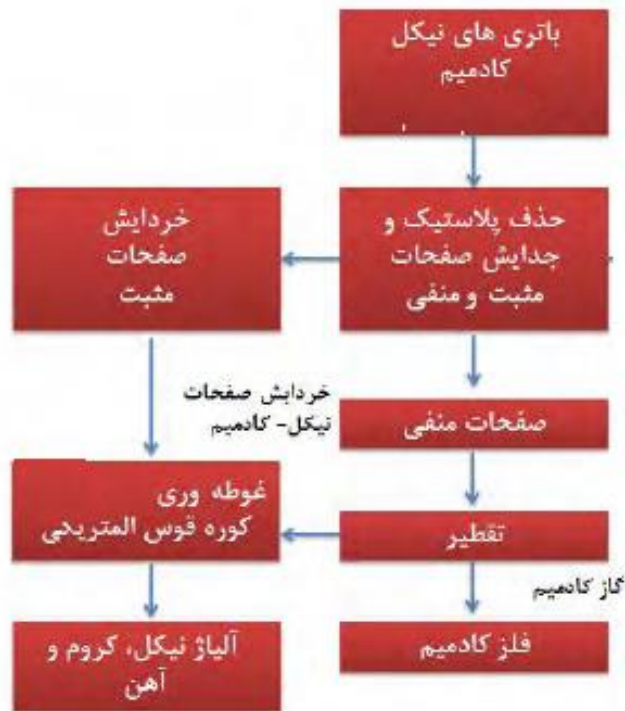 باتری های نیکل
کادمیم
حذف پلاستیک و
جدایش صفحات
مثبت و منفی
خردایش
صفحات
مثبت
خردایش صفحات
نیکل- کادمیم
صفحات منفی
غوطه وری
کوره قوس المتریکی
تقطیر
گاز کادمیم
آلیاژ نیکل، کروم و
آهن
فلز کادمیم